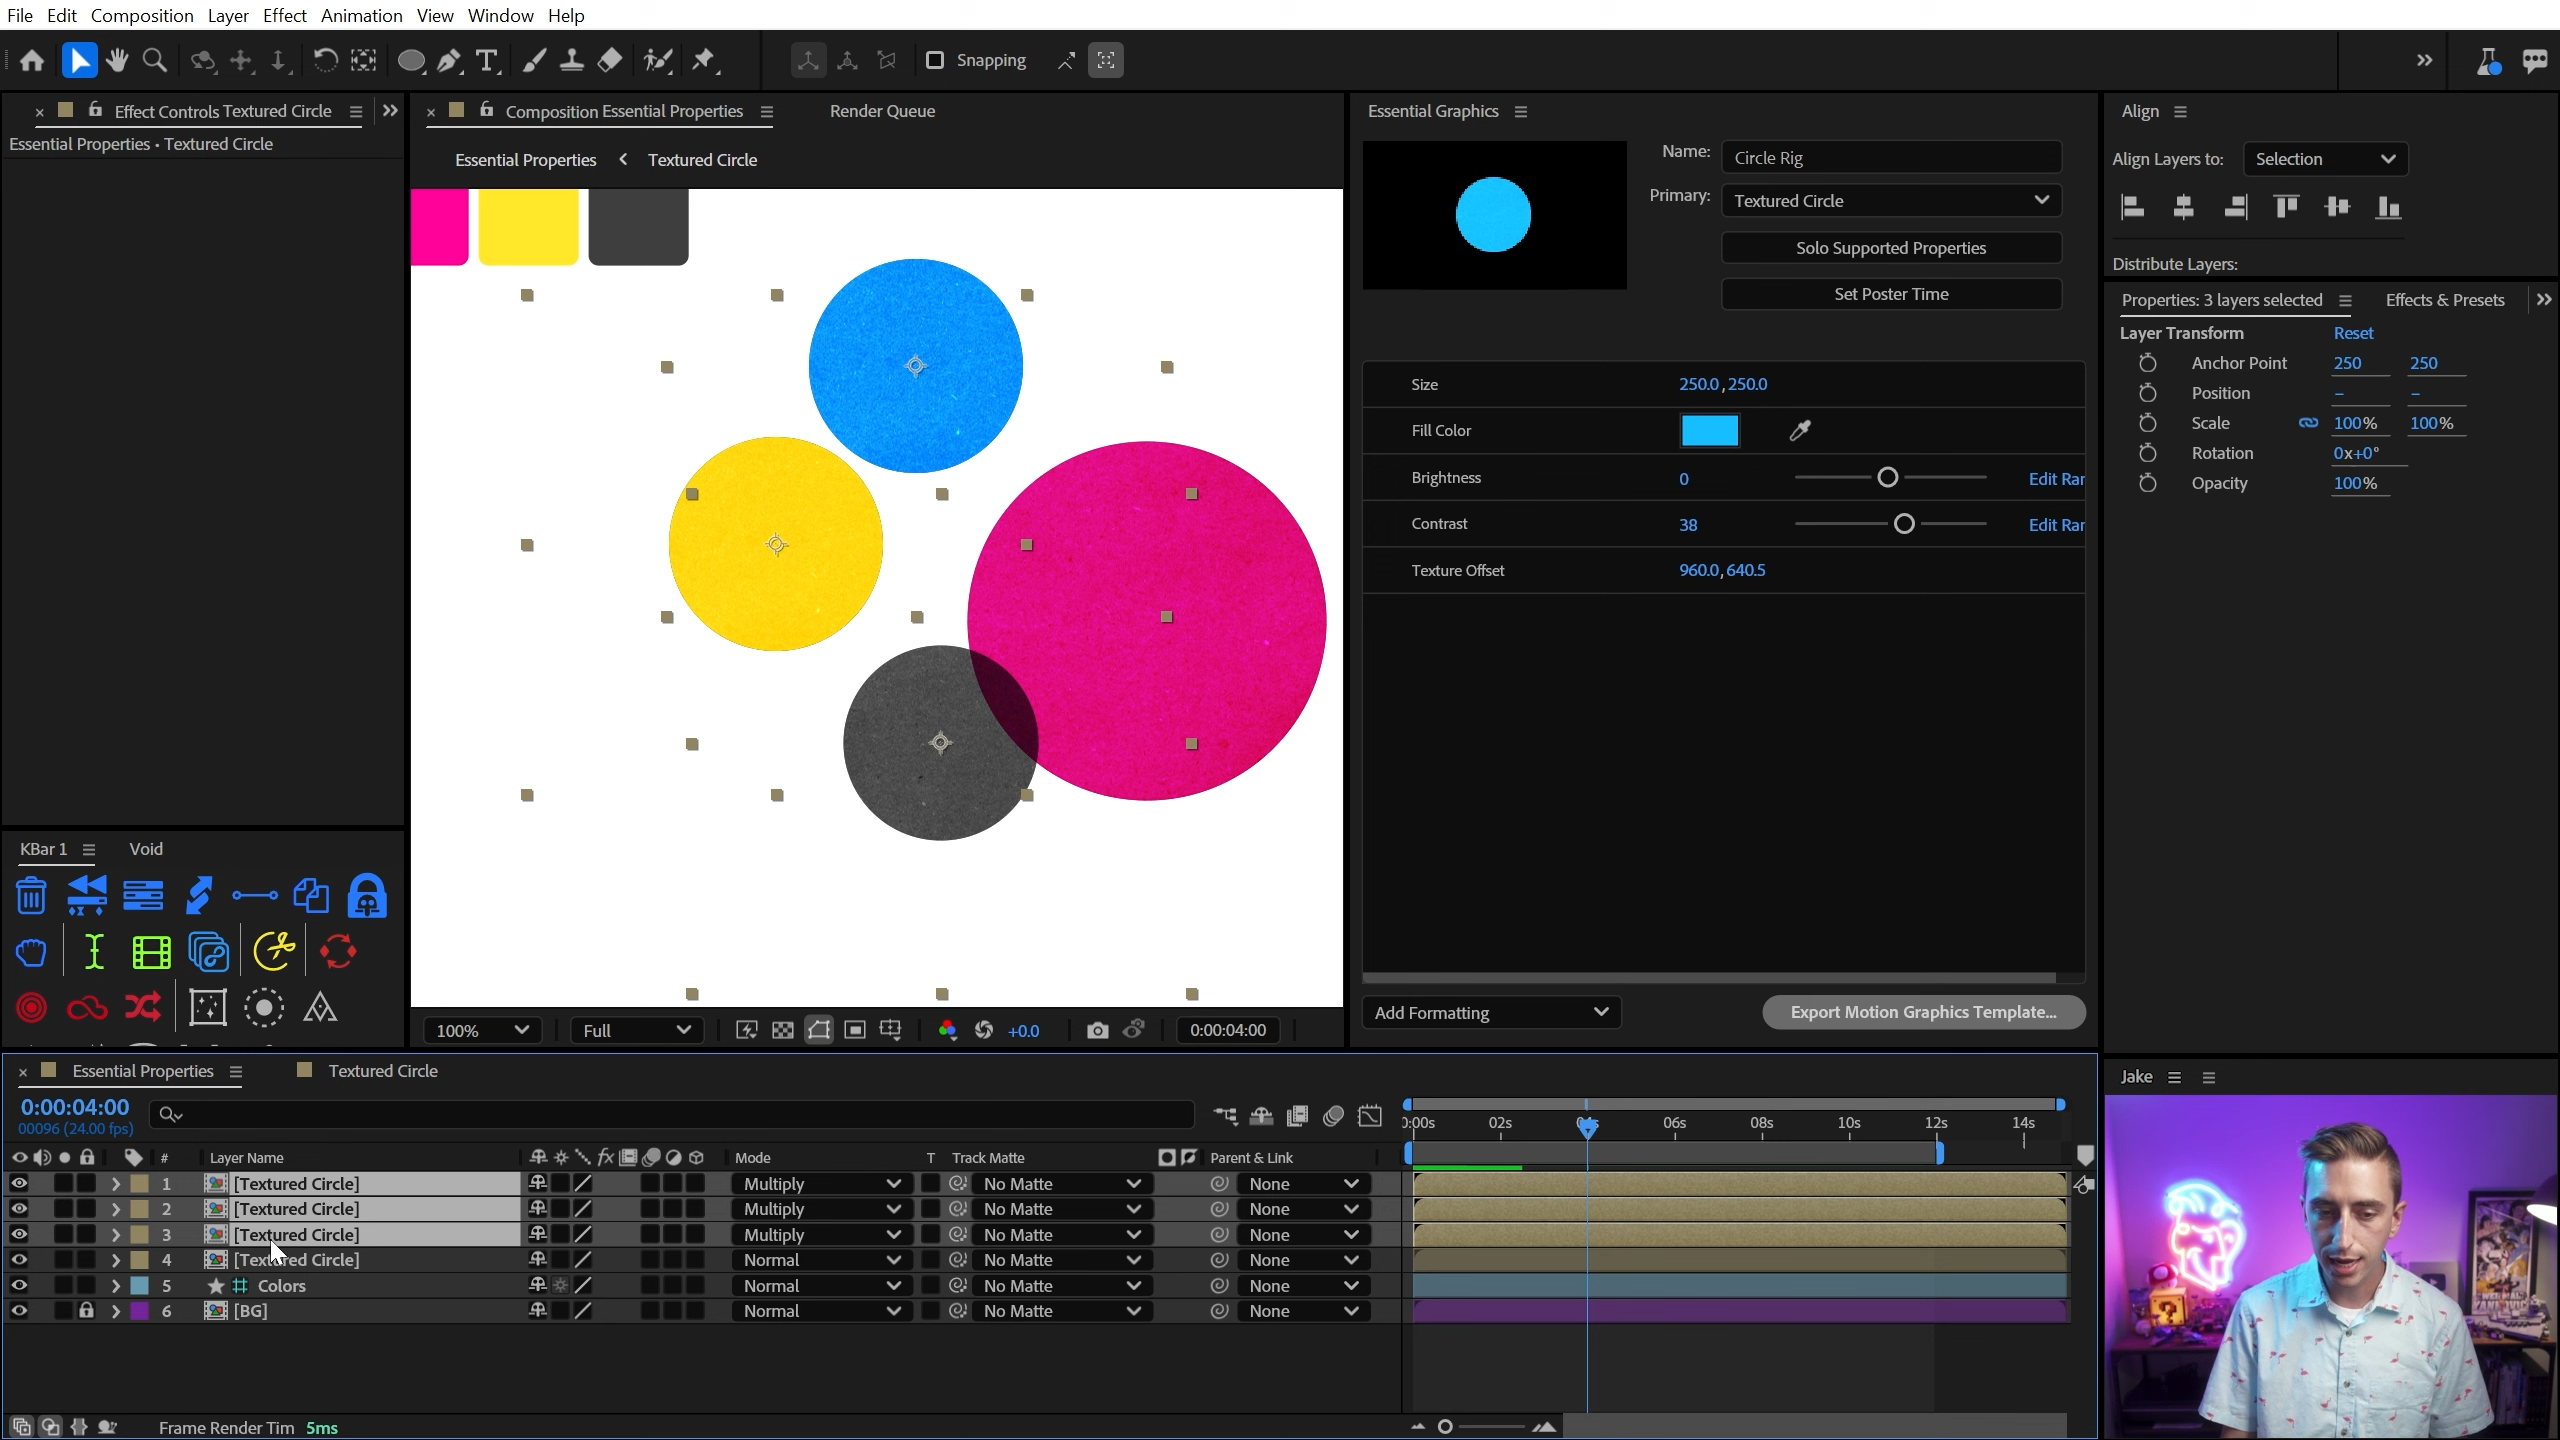 File Edit Composition Layer Effect Animation View Window Help
Snapping
Effect Controls Textured Circle
Essential Properties • Textured Circle
Composition Essential Properties
Render Queue
Essential Properties
Textured Circle
Essential Graphics
Name: Circle Rig
Primary: Textured Circle
Solo Supported Properties
Set Poster Time
Size 250.0, 250.0
Fill Color
Brightness 0 Edit Ran
Contrast 38 Edit Ran
Texture Offset 960.0, 640.5
Add Formatting
Export Motion Graphics Template...
Align
Align Layers to: Selection
Distribute Layers:
Properties: 3 layers selected
Effects & Presets
Layer Transform Reset
Anchor Point 250 250
Position – –
Scale 100% 100%
Rotation 0x+0°
Opacity 100%
KBar 1
Void
100%
Full
+0.0
0:00:04:00
Essential Properties
Textured Circle
0:00:04:00
00096 (24.00 fps)
# Layer Name Mode T Track Matte Parent & Link
0:00s 02s 04s 06s 08s 10s 12s 14s
1 [Textured Circle] Multiply No Matte None
2 [Textured Circle] Multiply No Matte None
3 [Textured Circle] Multiply No Matte None
4 [Textured Circle] Normal No Matte None
5 Colors Normal No Matte None
6 [BG] Normal No Matte None
Frame Render Tim 5ms
Jake